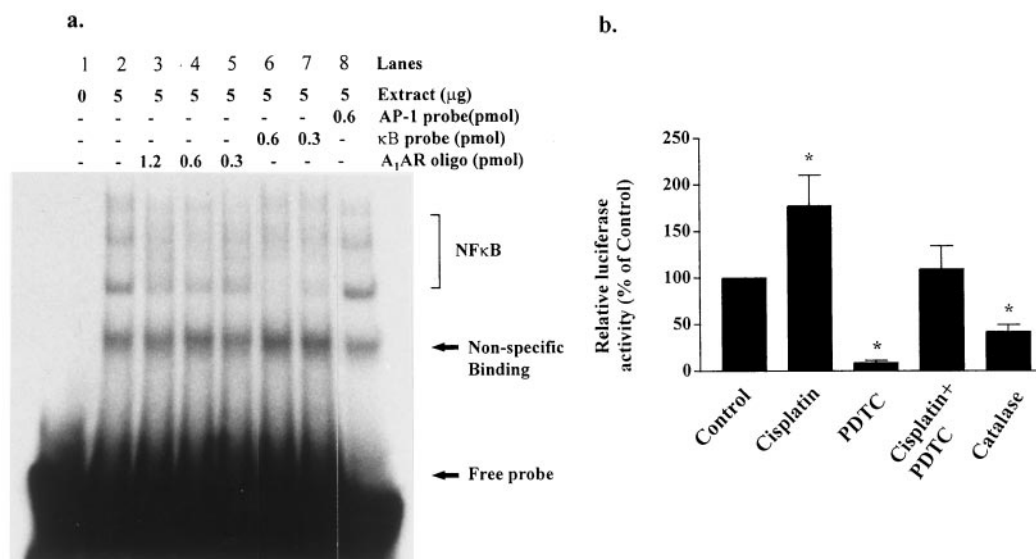 a.
1 2 3 4 5 6 7 8 Lanes
0 5 5 5 5 5 5 5 Extract (μg)
- - - - - - - 0.6 AP-1 probe(pmol)
- - - - - 0.6 0.3 - κB probe (pmol)
- - 1.2 0.6 0.3 - - - A₁AR oligo (pmol)
NFκB
Non-specific
Binding
Free probe
b.
Relative luciferase
activity (% of Control)
250
200
150
100
50
0
*
*
*
Control
Cisplatin
PDTC
Cisplatin+
PDTC
Catalase